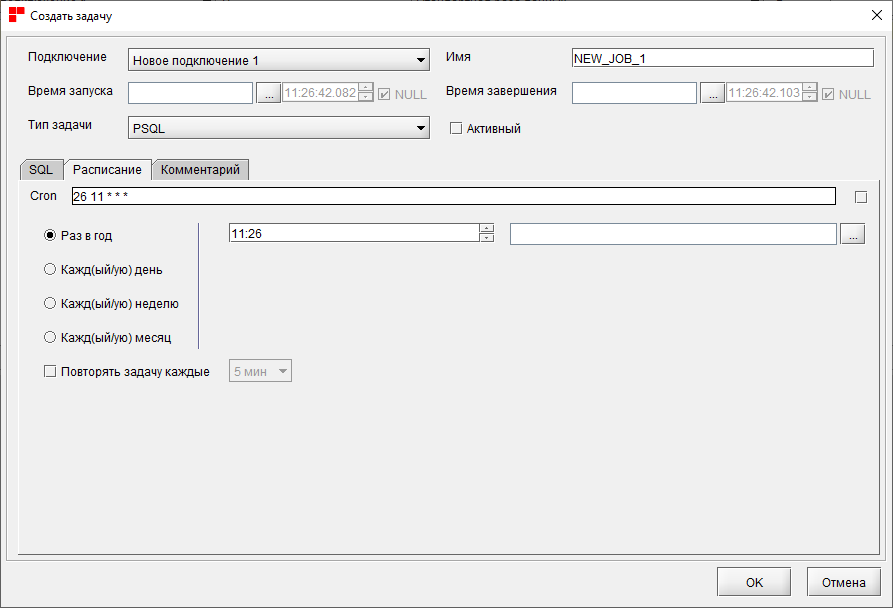 Создать задачу
Подключение Новое подключение 1 Имя NEW_JOB_1
Время запуска ... 11:26:42.082 NULL Время завершения ... 11:26:42.103 NULL
Тип задачи PSQL Активный
SQL Расписание Комментарий
Cron 26 11 * * *
Раз в год 11:26 ...
Кажд(ый/ую) день
Кажд(ый/ую) неделю
Кажд(ый/ую) месяц
Повторять задачу каждые 5 мин
OK Отмена